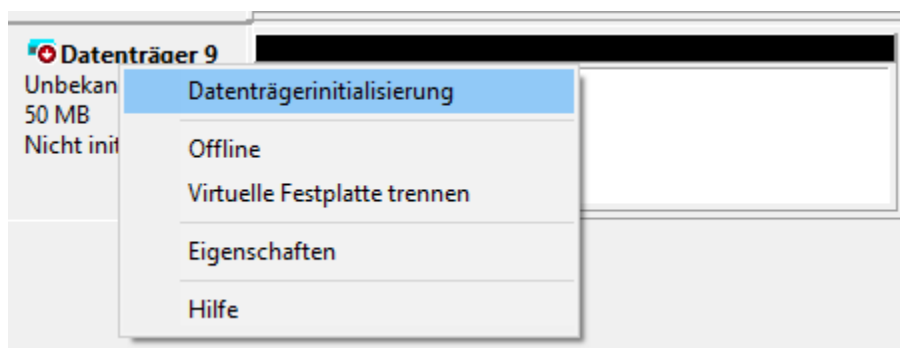 Datenträger 9
Unbekan
50 MB
Nicht init
Datenträgerinitialisierung
Offline
Virtuelle Festplatte trennen
Eigenschaften
Hilfe